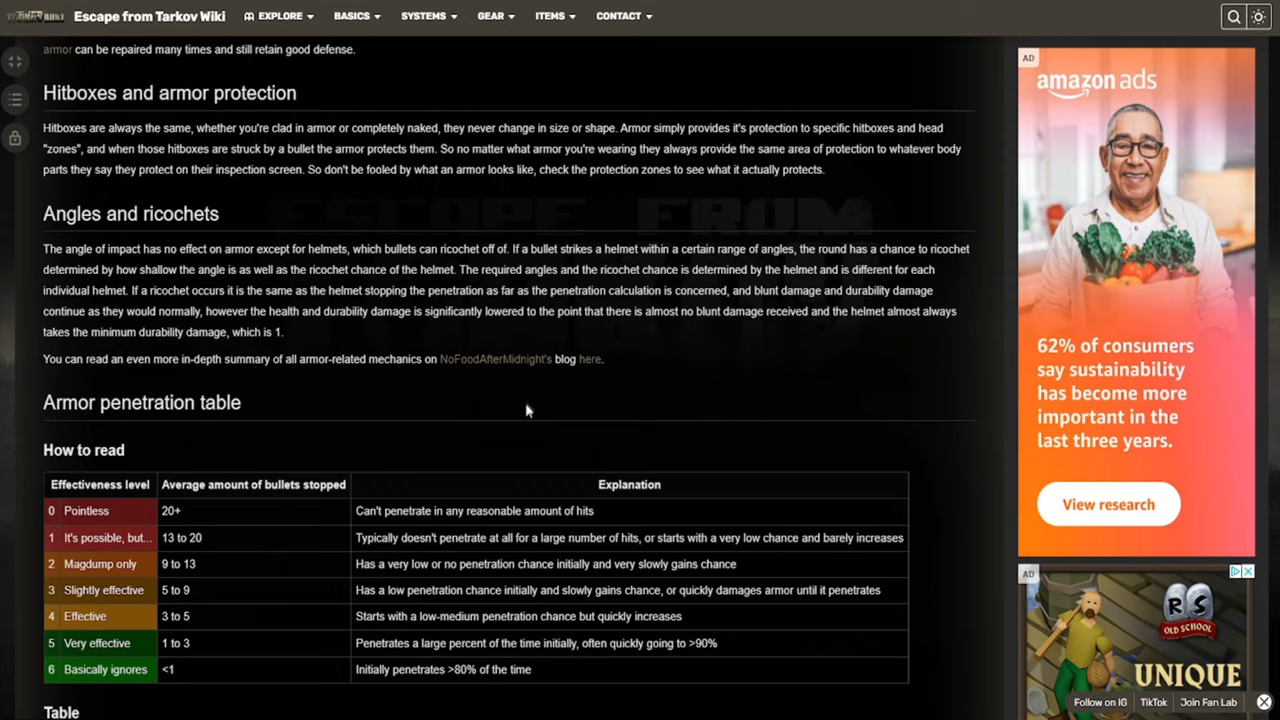 Escape from Tarkov Wiki
EXPLORE
BASICS
SYSTEMS
GEAR
ITEMS
CONTACT
armor can be repaired many times and still retain good defense.
Hitboxes and armor protection
Hitboxes are always the same, whether you're clad in armor or completely naked, they never change in size or shape. Armor simply provides it's protection to specific hitboxes and head
"zones", and when those hitboxes are struck by a bullet the armor protects them. So no matter what armor you're wearing they always provide the same area of protection to whatever body
parts they say they protect on their inspection screen. So don't be fooled by what an armor looks like, check the protection zones to see what it actually protects.
Angles and ricochets
The angle of impact has no effect on armor except for helmets, which bullets can ricochet off of. If a bullet strikes a helmet within a certain range of angles, the round has a chance to ricochet
determined by how shallow the angle is as well as the ricochet chance of the helmet. The required angles and the ricochet chance is determined by the helmet and is different for each
individual helmet. If a ricochet occurs it is the same as the helmet stopping the penetration as far as the penetration calculation is concerned, and blunt damage and durability damage
continue as they would normally, however the health and durability damage is significantly lowered to the point that there is almost no blunt damage received and the helmet almost always
takes the minimum durability damage, which is 1.
You can read an even more in-depth summary of all armor-related mechanics on NoFoodAfterMidnight's blog here.
Armor penetration table
How to read
Effectiveness level Average amount of bullets stopped Explanation
0 Pointless 20+ Can't penetrate in any reasonable amount of hits
1 It's possible, but... 13 to 20 Typically doesn't penetrate at all for a large number of hits, or starts with a very low chance and barely increases
2 Magdump only 9 to 13 Has a very low or no penetration chance initially and very slowly gains chance
3 Slightly effective 5 to 9 Has a low penetration chance initially and slowly gains chance, or quickly damages armor until it penetrates
4 Effective 3 to 5 Starts with a low-medium penetration chance but quickly increases
5 Very effective 1 to 3 Penetrates a large percent of the time initially, often quickly going to >90%
6 Basically ignores <1 Initially penetrates >80% of the time
Table
AD
amazon ads
62% of consumers
say sustainability
has become more
important in the
last three years.
View research
AD
RS
OLD SCHOOL
UNIQUE
Follow on IG
TikTok
Join Fan Lab